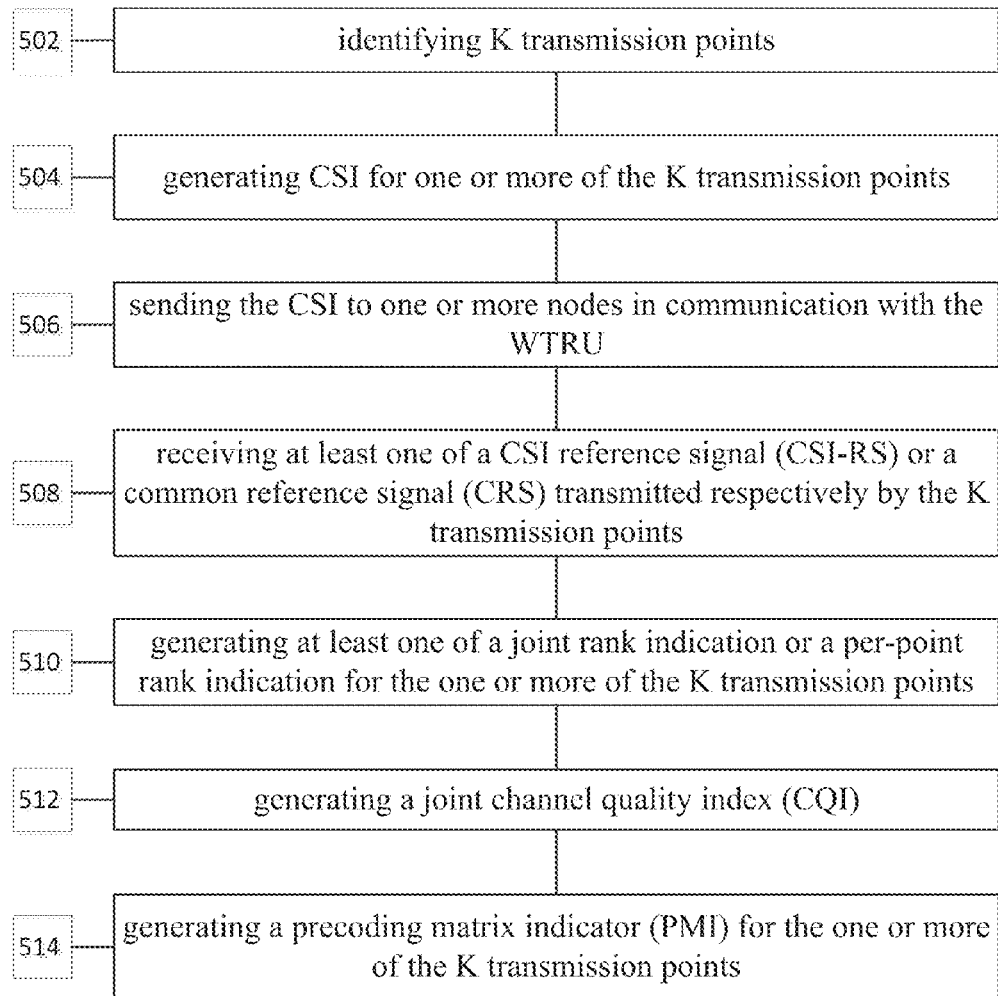 502
identifying K transmission points
504
generating CSI for one or more of the K transmission points
506
sending the CSI to one or more nodes in communication with the
WTRU
508
receiving at least one of a CSI reference signal (CSI-RS) or a
common reference signal (CRS) transmitted respectively by the K
transmission points
510
generating at least one of a joint rank indication or a per-point
rank indication for the one or more of the K transmission points
512
generating a joint channel quality index (CQI)
514
generating a precoding matrix indicator (PMI) for the one or more
of the K transmission points